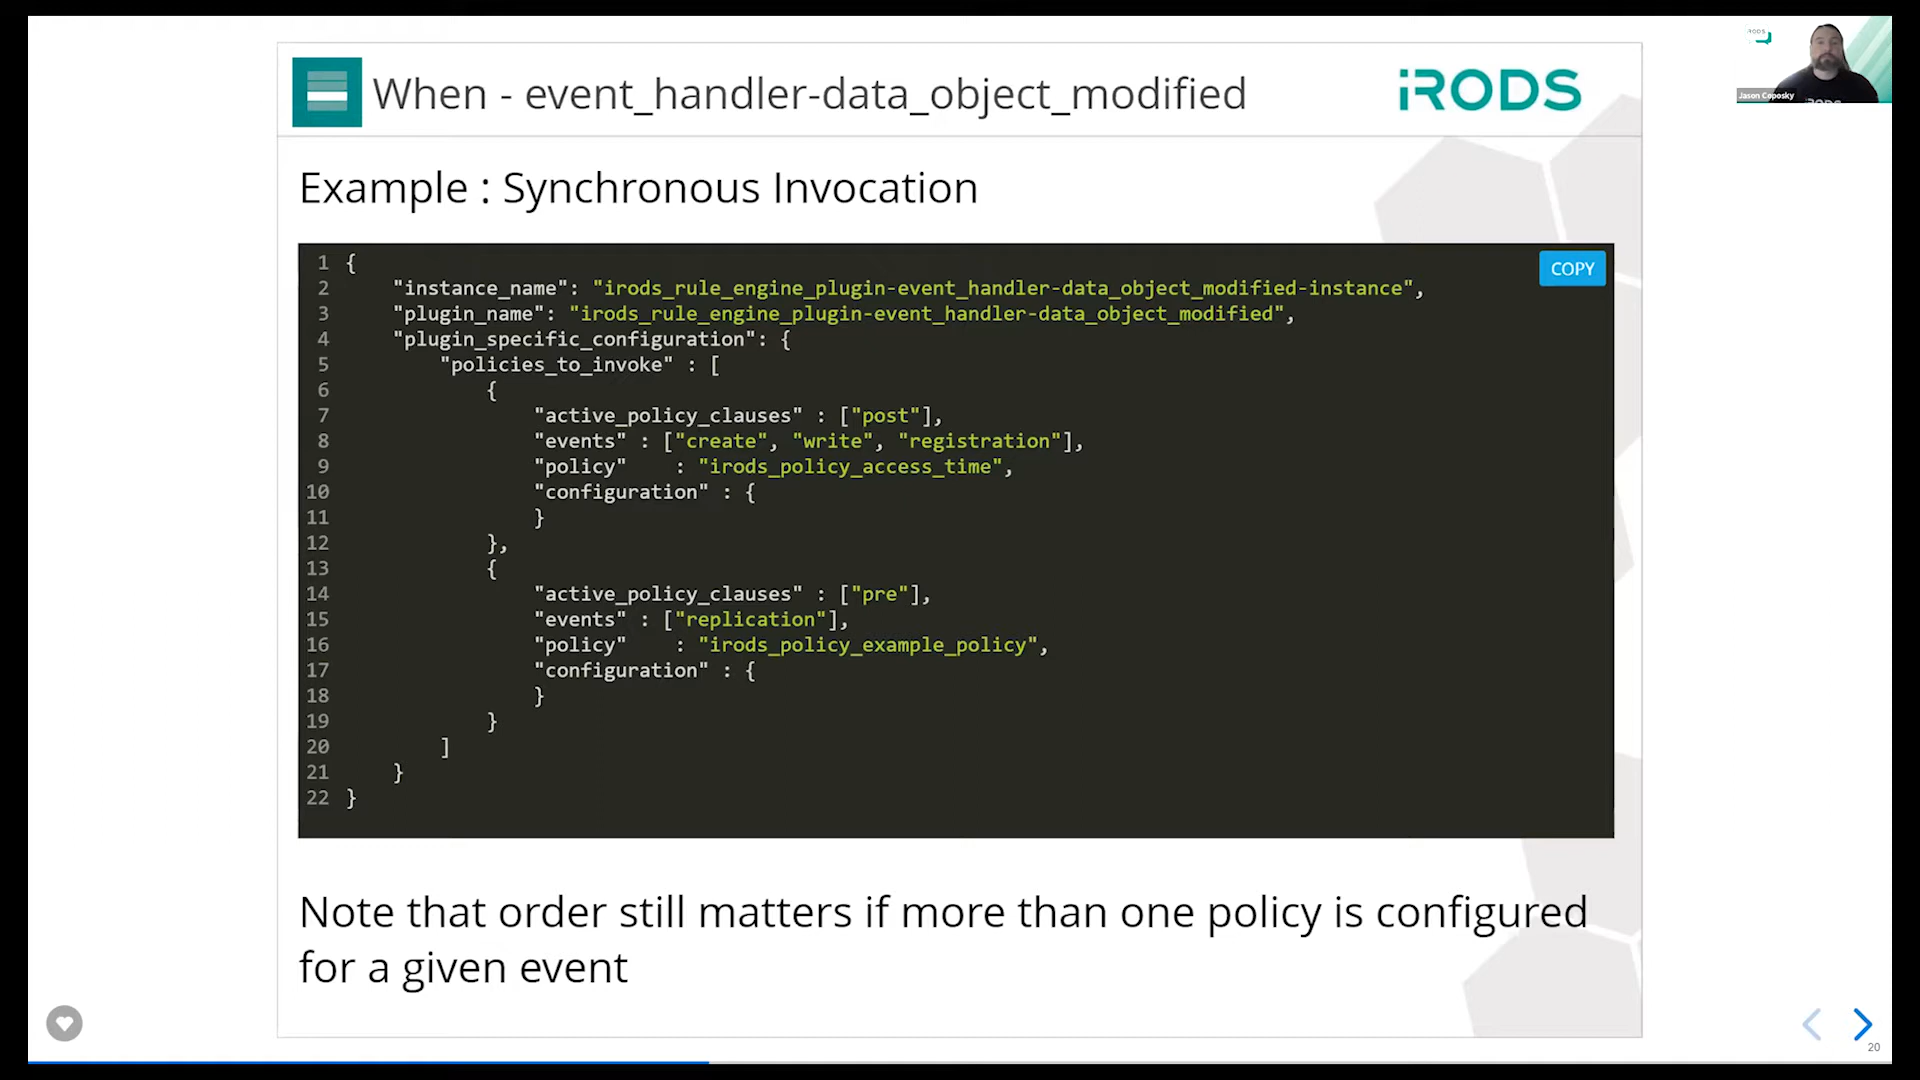 When - event_handler-data_object_modified
iRODS
Jason Coposky
Example : Synchronous Invocation
COPY
1 {
2     "instance_name": "irods_rule_engine_plugin-event_handler-data_object_modified-instance",
3     "plugin_name": "irods_rule_engine_plugin-event_handler-data_object_modified",
4     "plugin_specific_configuration": {
5         "policies_to_invoke" : [
6             {
7                 "active_policy_clauses" : ["post"],
8                 "events" : ["create", "write", "registration"],
9                 "policy"    : "irods_policy_access_time",
10                 "configuration" : {
11                 }
12             },
13             {
14                 "active_policy_clauses" : ["pre"],
15                 "events" : ["replication"],
16                 "policy"    : "irods_policy_example_policy",
17                 "configuration" : {
18                 }
19             }
20         ]
21     }
22 }
Note that order still matters if more than one policy is configured
for a given event
20